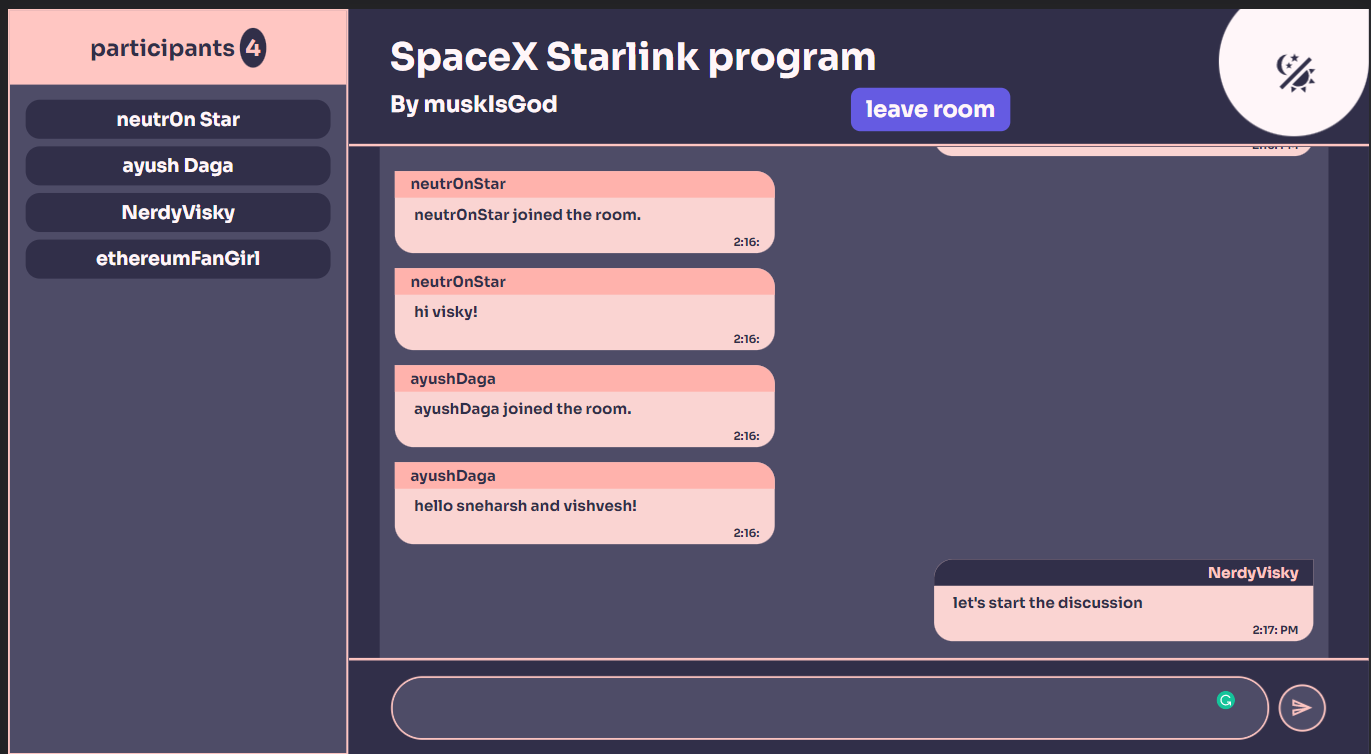 participants 4
neutr0n Star
ayush Daga
NerdyVisky
ethereumFanGirl
SpaceX Starlink program
By muskIsGod
leave room
neutr0nStar
neutr0nStar joined the room.
2:16:
neutr0nStar
hi visky!
2:16:
ayushDaga
ayushDaga joined the room.
2:16:
ayushDaga
hello sneharsh and vishvesh!
2:16:
NerdyVisky
let's start the discussion
2:17: PM